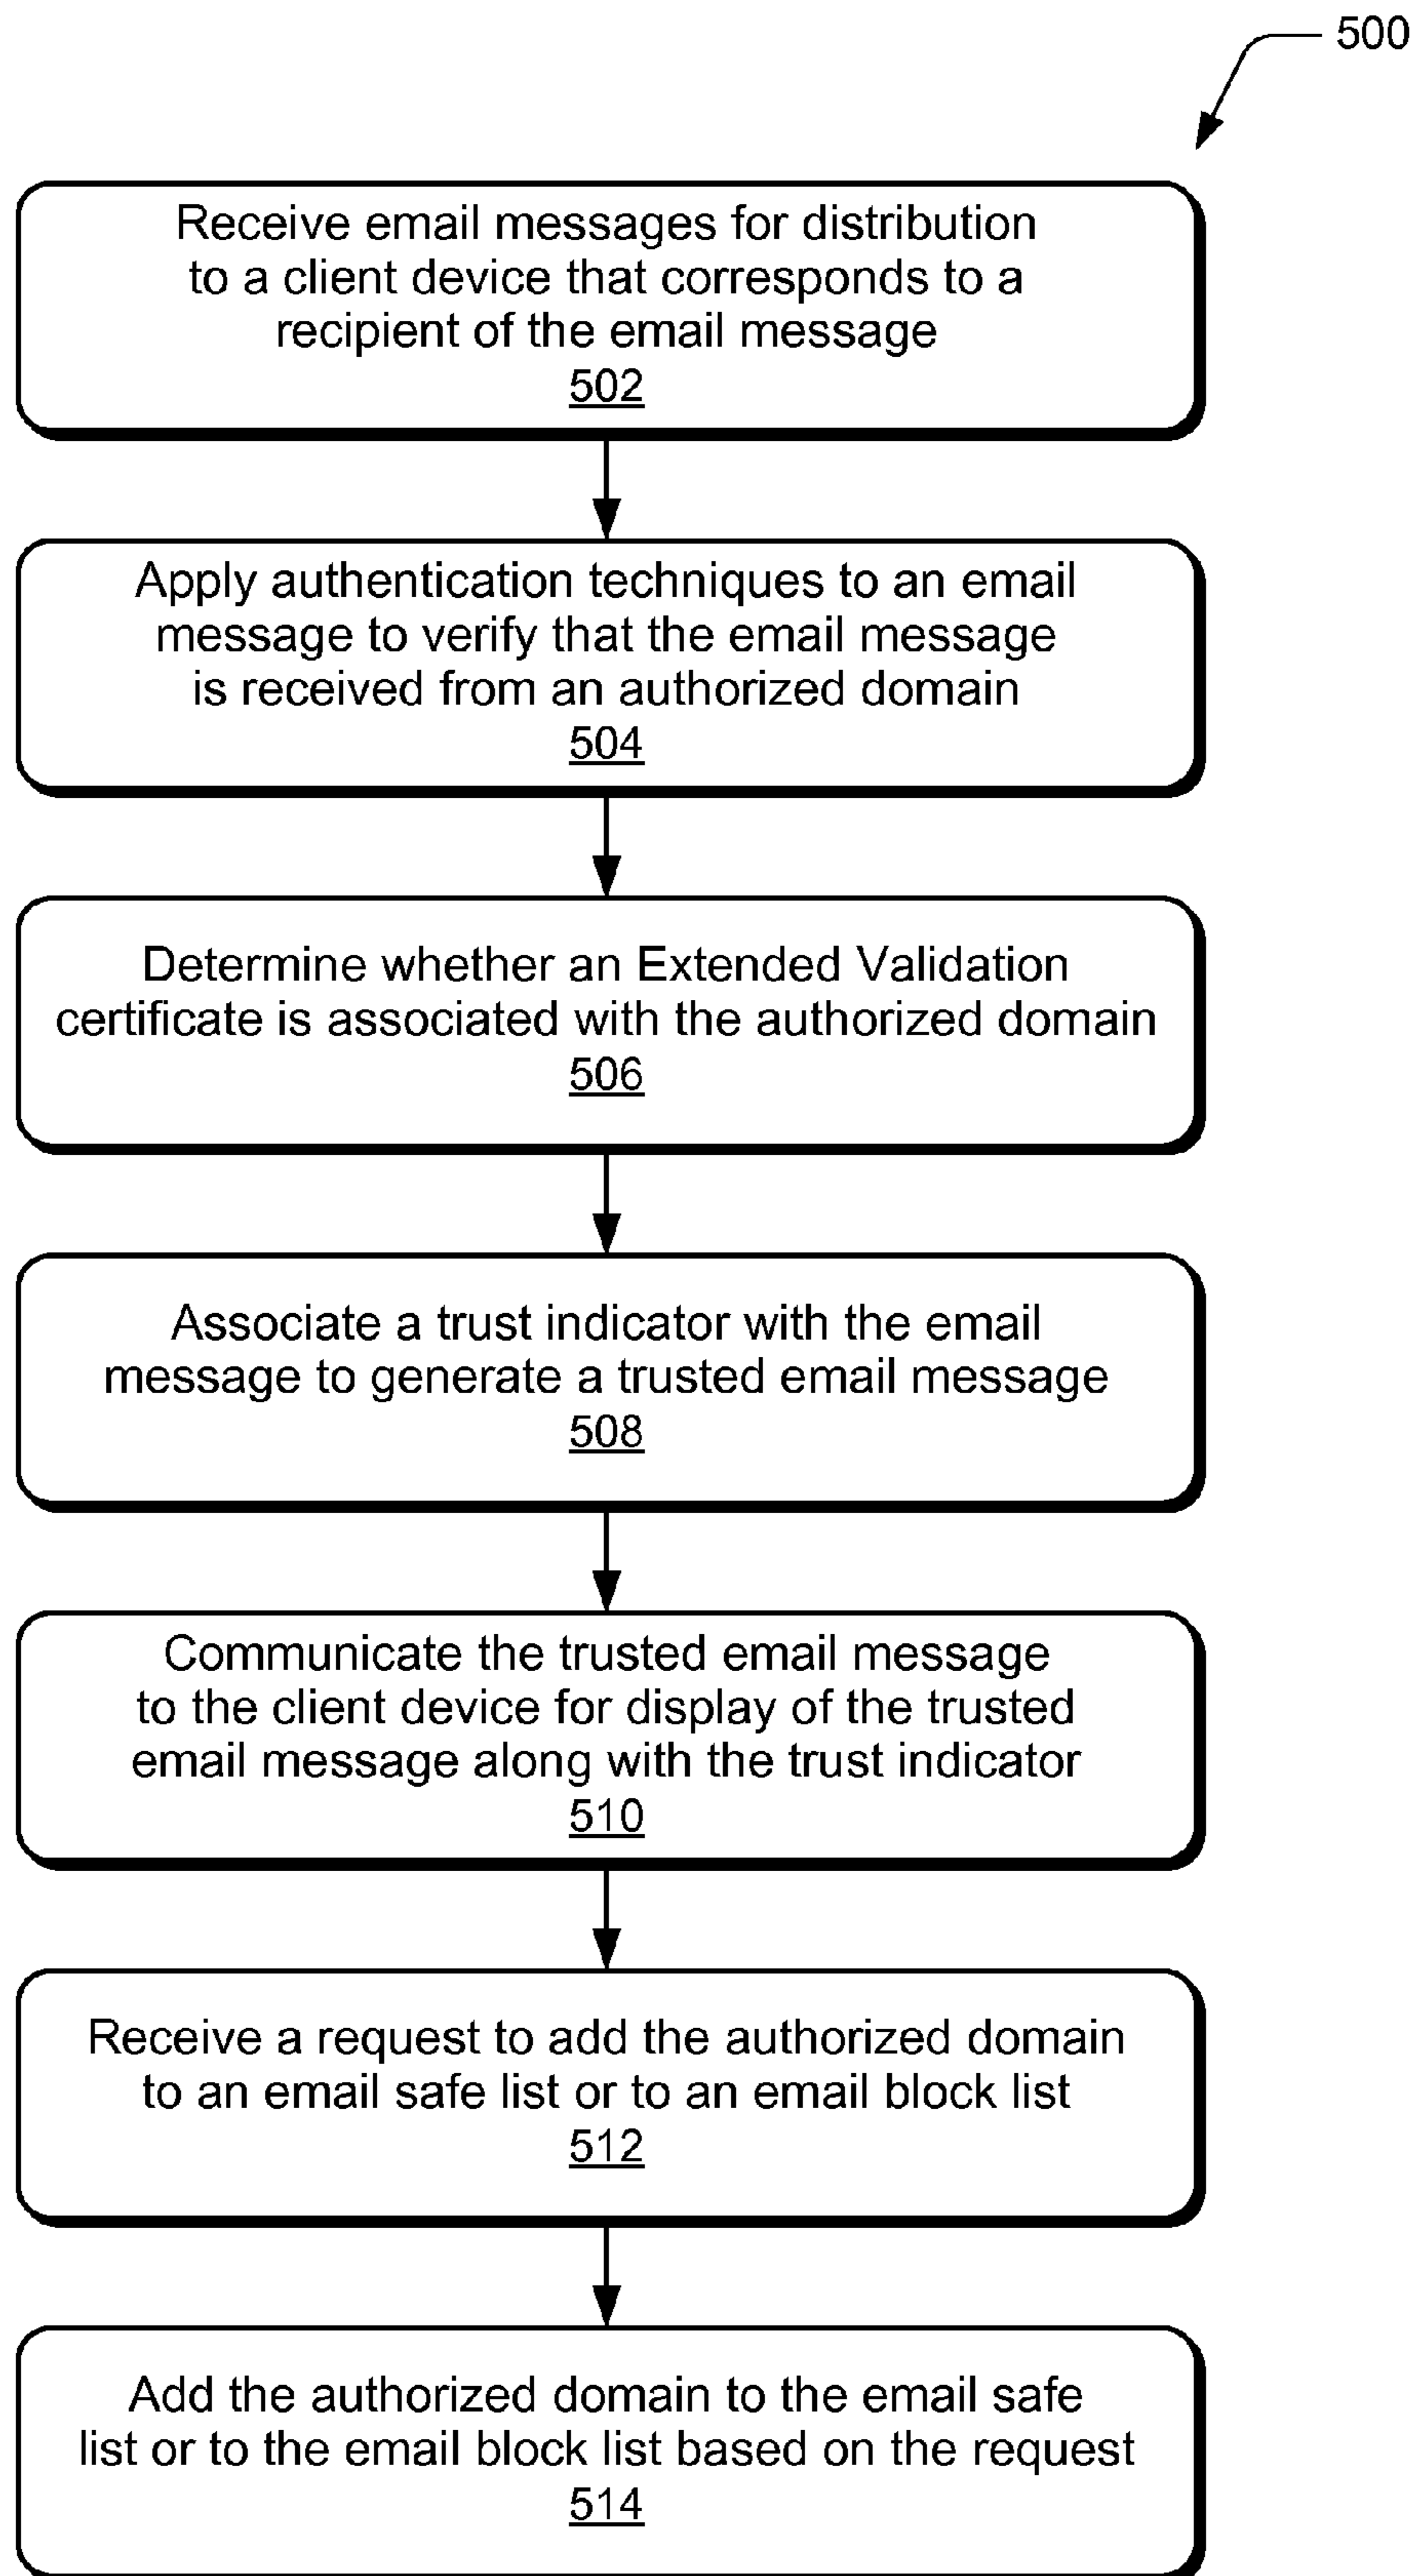 500
Receive email messages for distribution
to a client device that corresponds to a
recipient of the email message
502
Apply authentication techniques to an email
message to verify that the email message
is received from an authorized domain
504
Determine whether an Extended Validation
certificate is associated with the authorized domain
506
Associate a trust indicator with the email
message to generate a trusted email message
508
Communicate the trusted email message
to the client device for display of the trusted
email message along with the trust indicator
510
Receive a request to add the authorized domain
to an email safe list or to an email block list
512
Add the authorized domain to the email safe
list or to the email block list based on the request
514